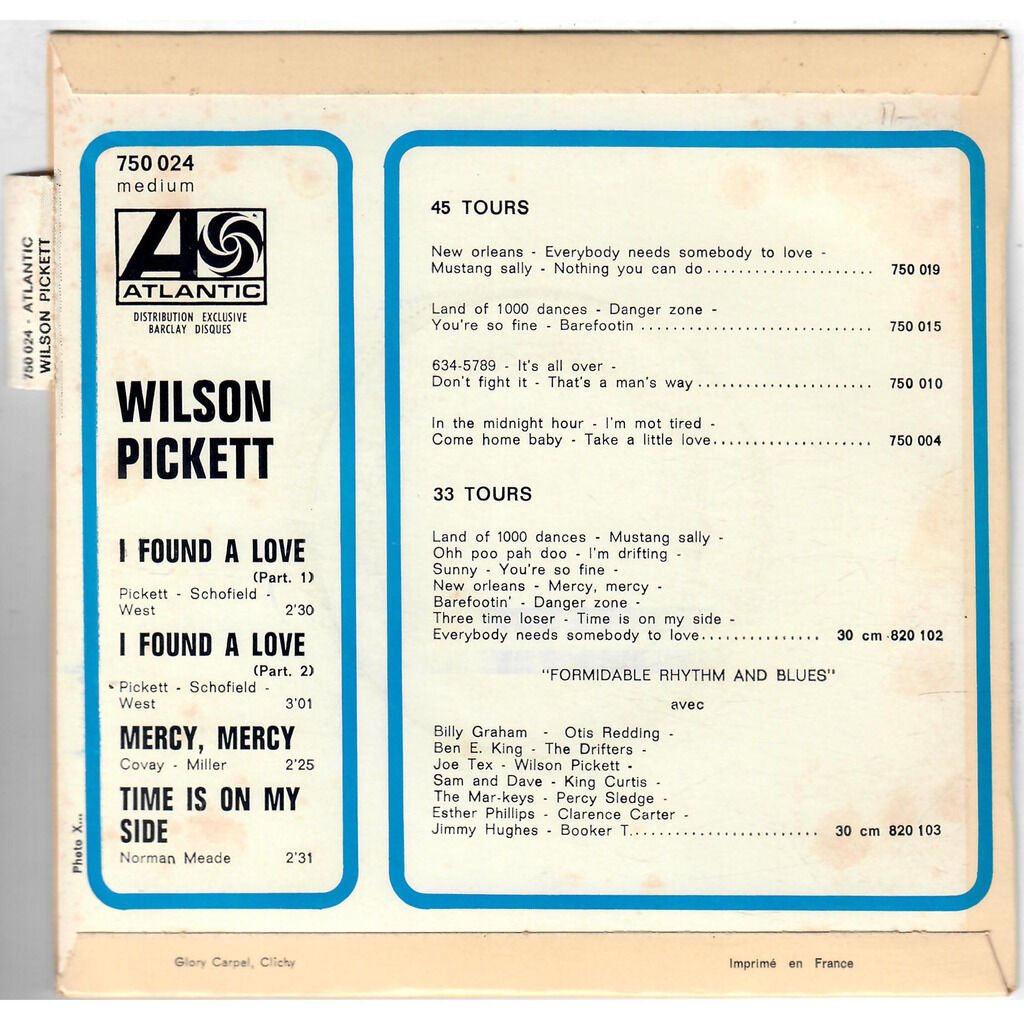 750 024 - ATLANTIC
WILSON PICKETT
750 024
medium
ATLANTIC
DISTRIBUTION EXCLUSIVE
BARCLAY DISQUES
WILSON
PICKETT
I FOUND A LOVE
(Part. 1)
Pickett - Schofield -
West 2'30
I FOUND A LOVE
(Part. 2)
Pickett - Schofield -
West 3'01
MERCY, MERCY
Covay - Miller 2'25
TIME IS ON MY
SIDE
Norman Meade 2'31
Photo X...
45 TOURS
New orleans - Everybody needs somebody to love -
Mustang sally - Nothing you can do..................... 750 019
Land of 1000 dances - Danger zone -
You're so fine - Barefootin ............................. 750 015
634-5789 - It's all over -
Don't fight it - That's a man's way...................... 750 010
In the midnight hour - I'm mot tired -
Come home baby - Take a little love.................... 750 004
33 TOURS
Land of 1000 dances - Mustang sally -
Ohh poo pah doo - I'm drifting -
Sunny - You're so fine -
New orleans - Mercy, mercy -
Barefootin' - Danger zone -
Three time loser - Time is on my side -
Everybody needs somebody to love............... 30 cm 820 102
"FORMIDABLE RHYTHM AND BLUES"
avec
Billy Graham - Otis Redding -
Ben E. King - The Drifters -
Joe Tex - Wilson Pickett -
Sam and Dave - King Curtis -
The Mar-keys - Percy Sledge -
Esther Phillips - Clarence Carter -
Jimmy Hughes - Booker T........................ 30 cm 820 103
Glory Carpel, Clichy
Imprimé en France